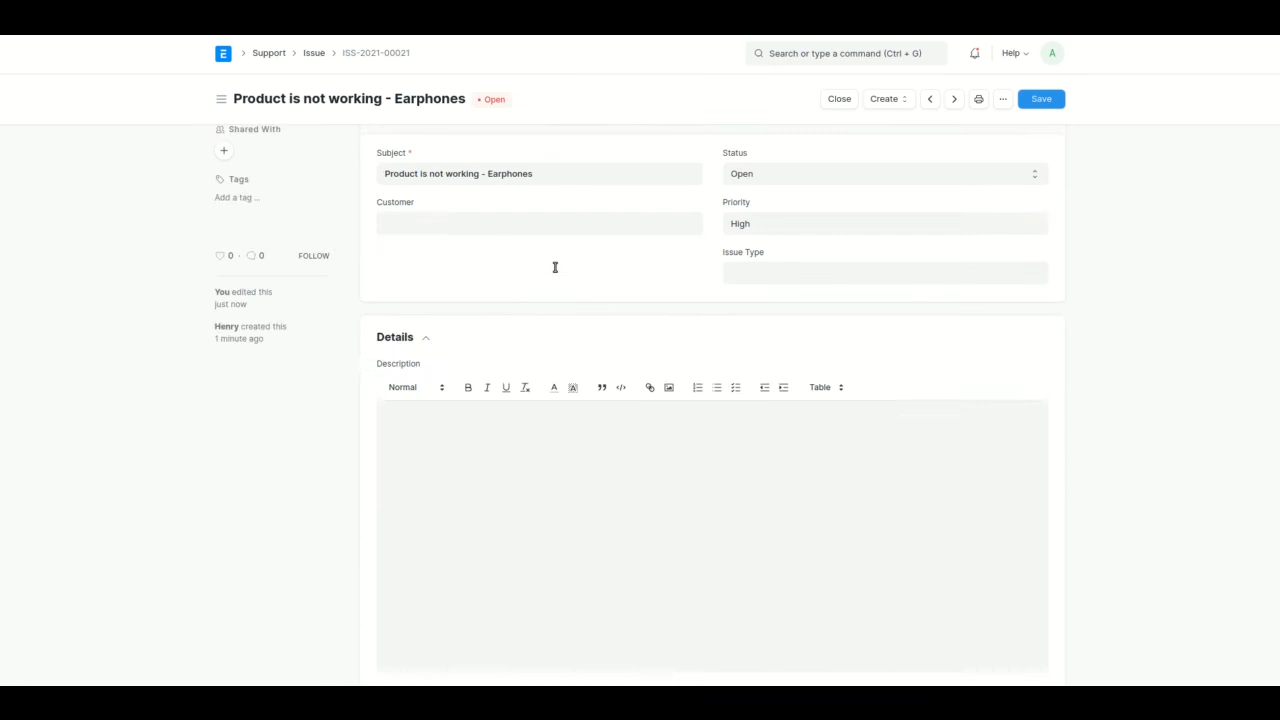 E Support Issue ISS-2021-00021 Search or type a command (Ctrl + G) Help A
Product is not working - Earphones Open Close Create ... Save
Shared With
Tags
Add a tag ...
0 · 0 FOLLOW
You edited this
just now
Henry created this
1 minute ago
Subject *
Product is not working - Earphones
Customer
Status
Open
Priority
High
Issue Type
Details
Description
Normal B I U Tx A A Table